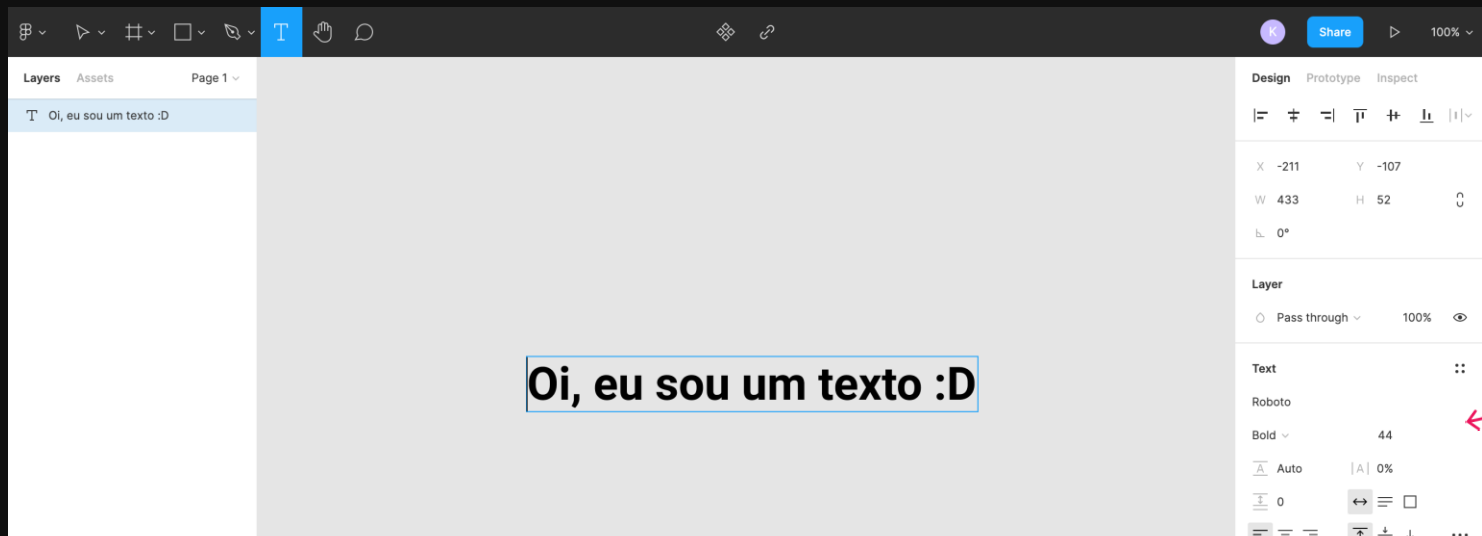 T K Share 100%
Layers Assets Page 1
Design Prototype Inspect
T Oi, eu sou um texto :D
X -211 Y -107
W 433 H 52
0°
Layer
Pass through 100%
Oi, eu sou um texto :D
Text
Roboto
Bold 44
A Auto |A| 0%
0